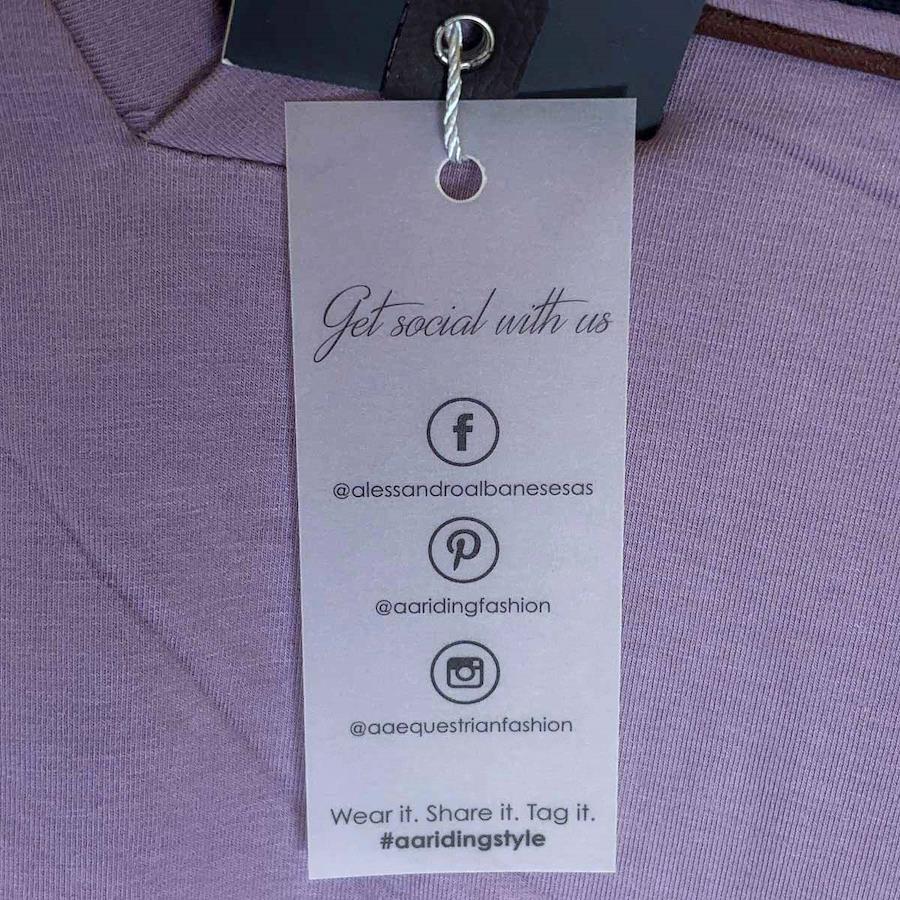 Get social with us
@alessandroalbanesesas
@aaridingfashion
@aaequestrianfashion
Wear it. Share it. Tag it.
#aaridingstyle